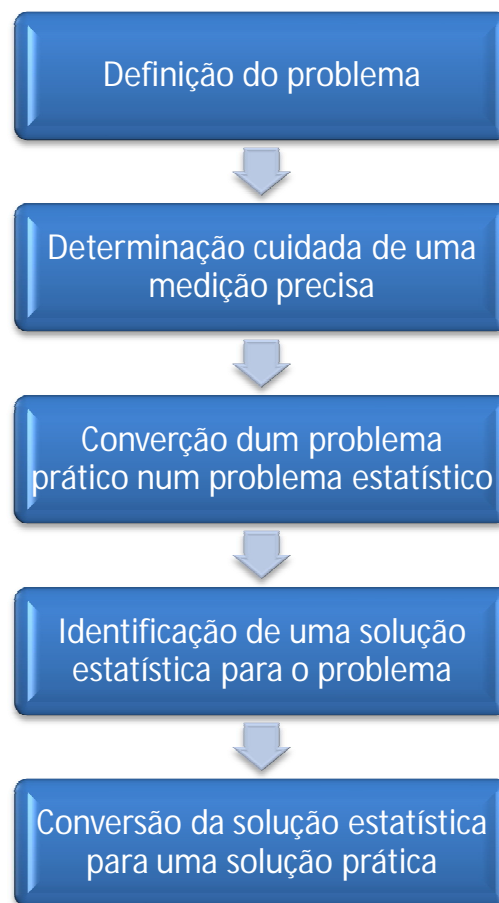 Definição do problema
Determinação cuidada de uma
medição precisa
Converção dum problema
prático num problema estatístico
Identificação de uma solução
estatística para o problema
Conversão da solução estatística
para uma solução prática